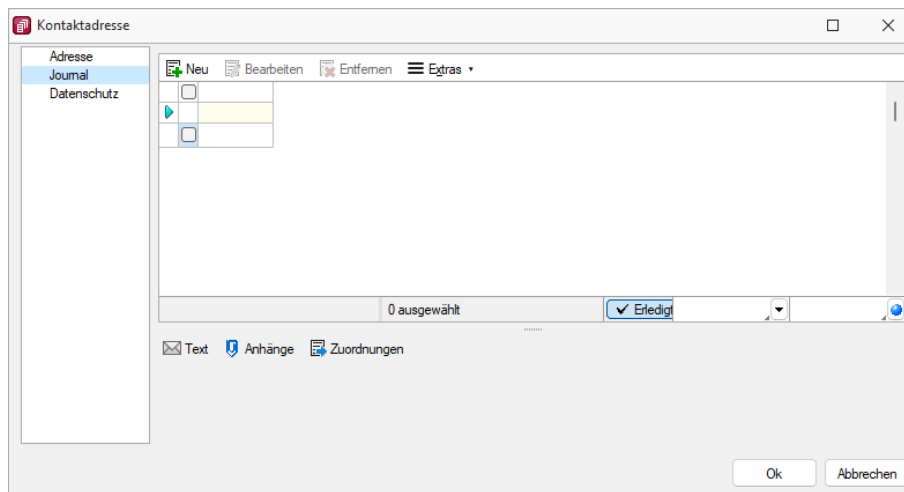 Kontaktadresse
Adresse
Journal
Datenschutz
Neu Bearbeiten Entfernen Extras
0 ausgewählt Erledigt
Text Anhänge Zuordnungen
Ok Abbrechen